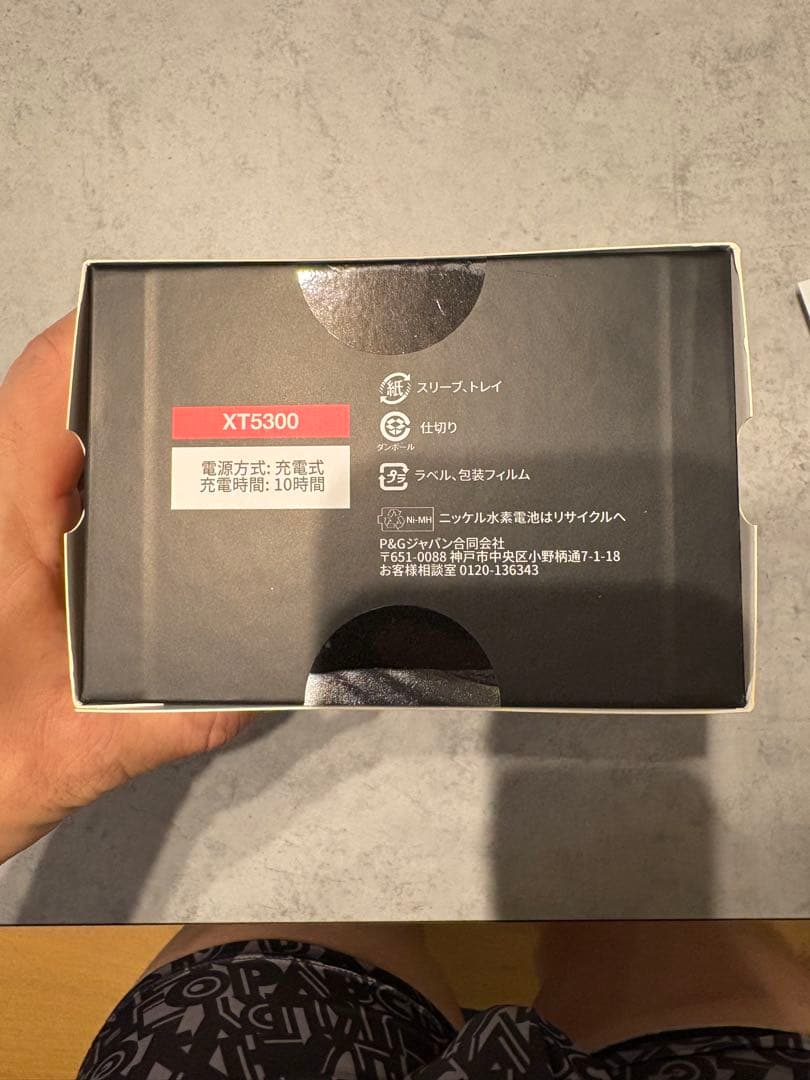 XT5300
電源方式: 充電式
充電時間: 10時間
紙 スリーブ、トレイ
ダンボール 仕切り
プラ ラベル、包装フィルム
Ni-MH ニッケル水素電池はリサイクルへ
P&Gジャパン合同会社
〒651-0088 神戸市中央区小野柄通7-1-18
お客様相談室 0120-136343